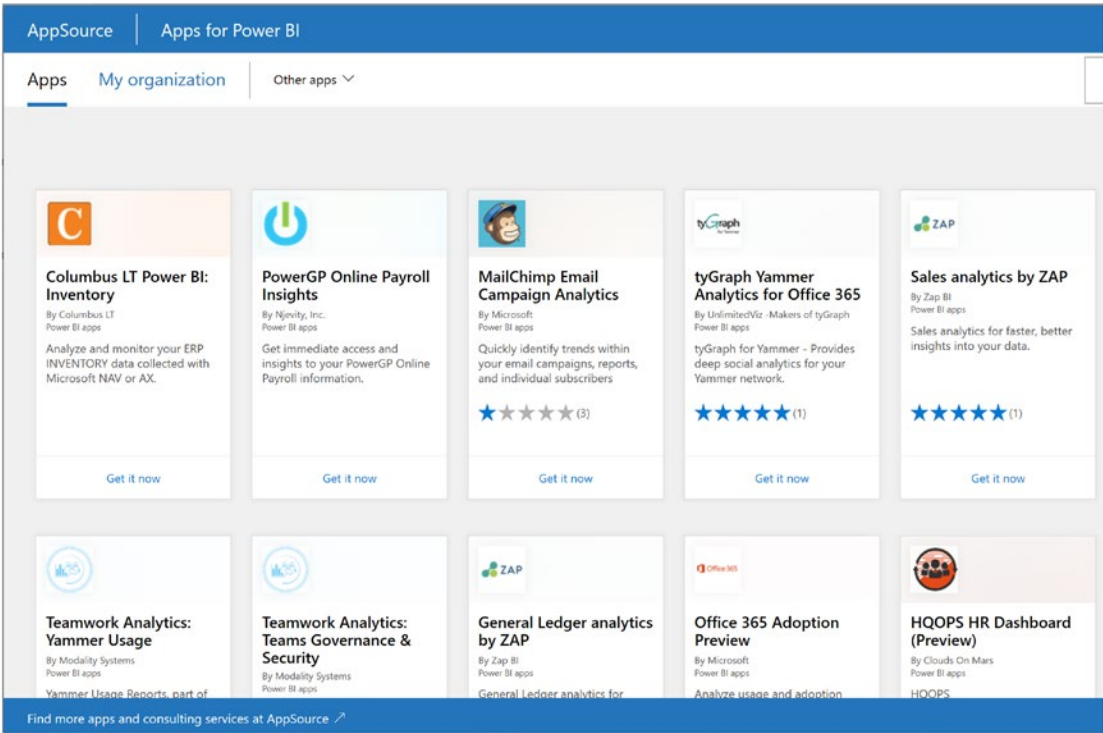 AppSource
Apps for Power BI
Apps
My organization
Other apps
C
Columbus LT Power BI:
Inventory
By Columbus LT
Power BI apps
Analyze and monitor your ERP
INVENTORY data collected with
Microsoft NAV or AX.
Get it now
PowerGP Online Payroll
Insights
By Njevity, Inc.
Power BI apps
Get immediate access and
insights to your PowerGP Online
Payroll information.
Get it now
MailChimp Email
Campaign Analytics
By Microsoft
Power BI apps
Quickly identify trends within
your email campaigns, reports,
and individual subscribers
(3)
Get it now
tyGraph
for Yammer
tyGraph Yammer
Analytics for Office 365
By UnlimitedViz -Makers of tyGraph
Power BI apps
tyGraph for Yammer - Provides
deep social analytics for your
Yammer network.
(1)
Get it now
ZAP
Sales analytics by ZAP
By Zap BI
Power BI apps
Sales analytics for faster, better
insights into your data.
(1)
Get it now
365
Teamwork Analytics:
Yammer Usage
By Modality Systems
Power BI apps
Yammer Usage Reports, part of
365
Teamwork Analytics:
Teams Governance &
Security
By Modality Systems
Power BI apps
ZAP
General Ledger analytics
by ZAP
By Zap BI
Power BI apps
General Ledger analytics for
Office 365
Office 365 Adoption
Preview
By Microsoft
Power BI apps
Analyze usage and adoption
HQOPS HR Dashboard
(Preview)
By Clouds On Mars
Power BI apps
HQOPS
Find more apps and consulting services at AppSource